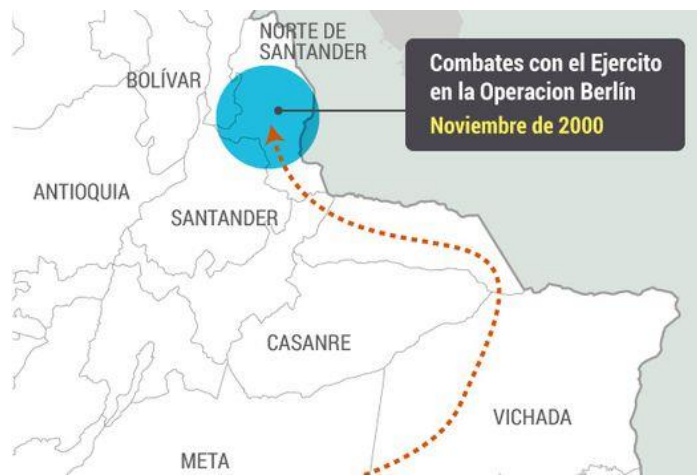 NORTE DE
SANTANDER
BOLÍVAR
Combates con el Ejercito
en la Operacion Berlín
Noviembre de 2000
ANTIOQUIA
SANTANDER
CASANRE
VICHADA
META